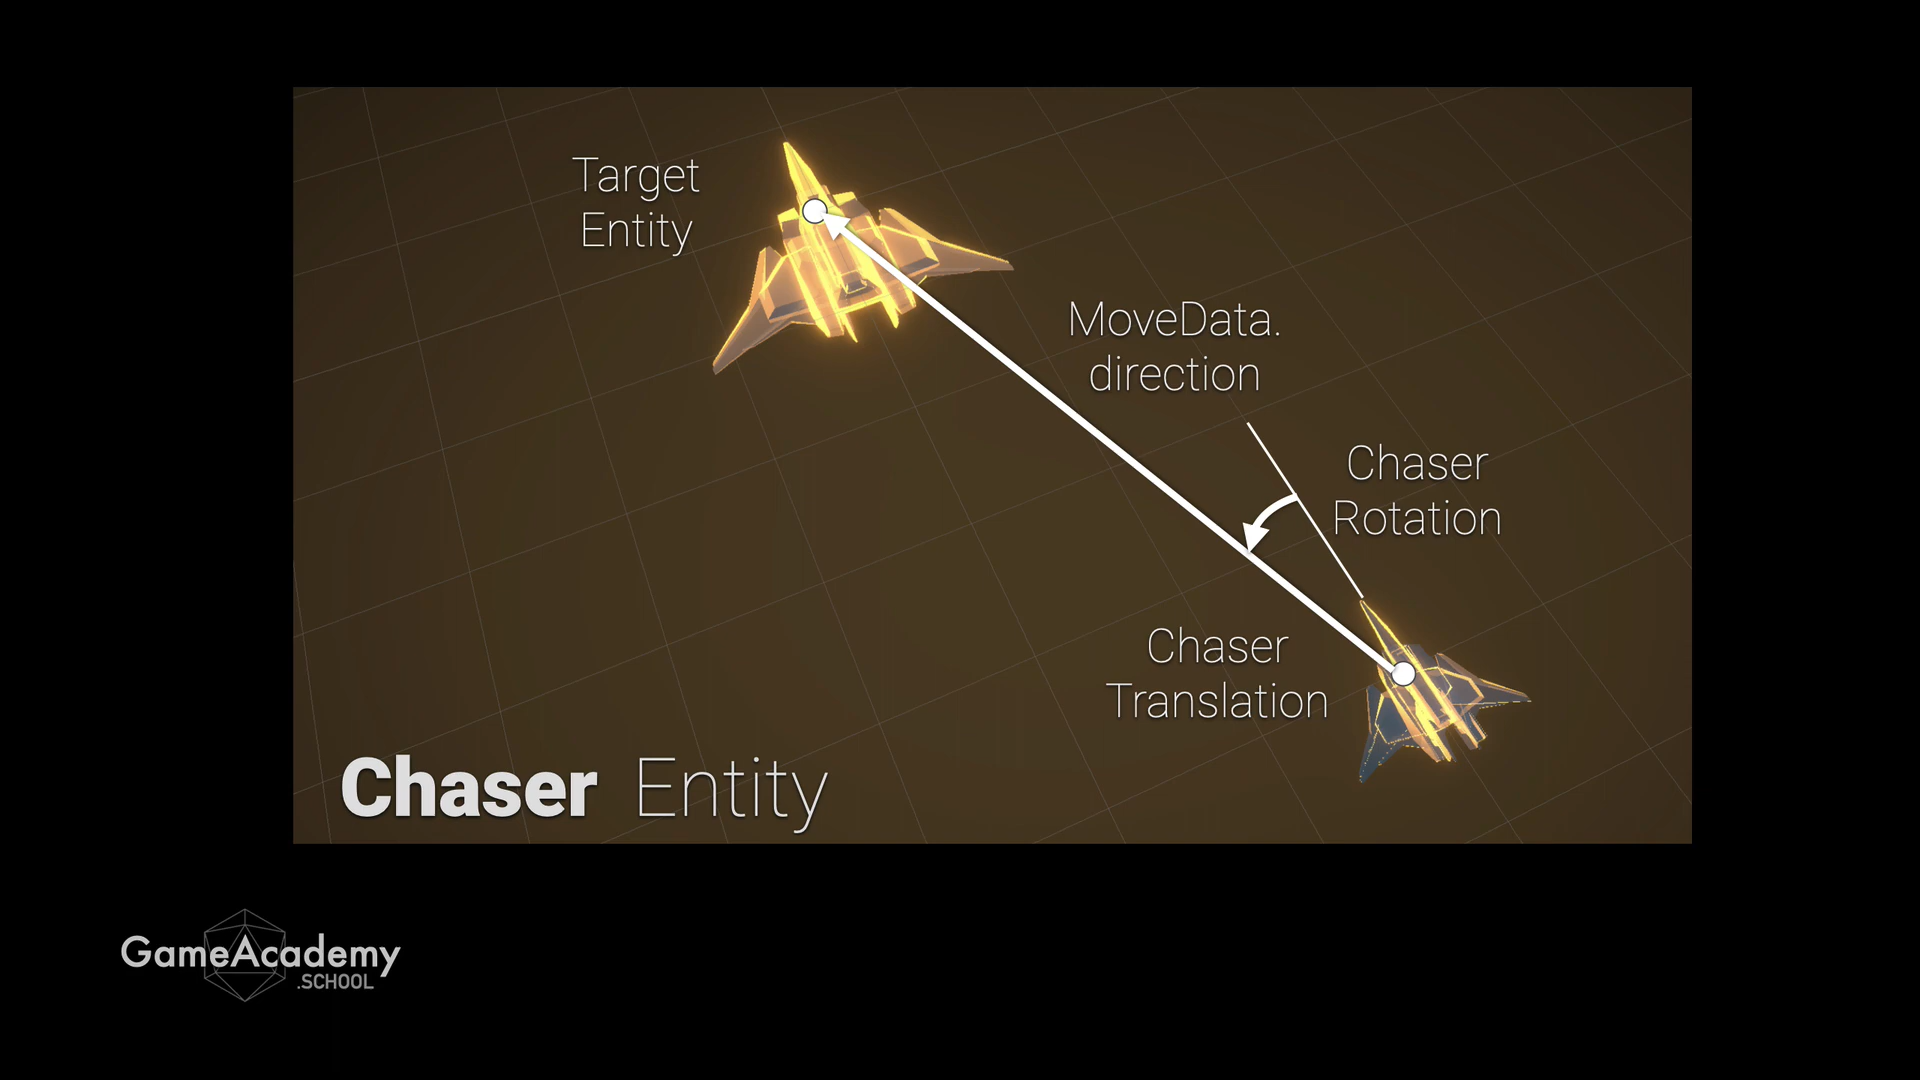 Target
Entity
MoveData.
direction
Chaser
Rotation
Chaser
Translation
Chaser Entity
GameAcademy
.SCHOOL